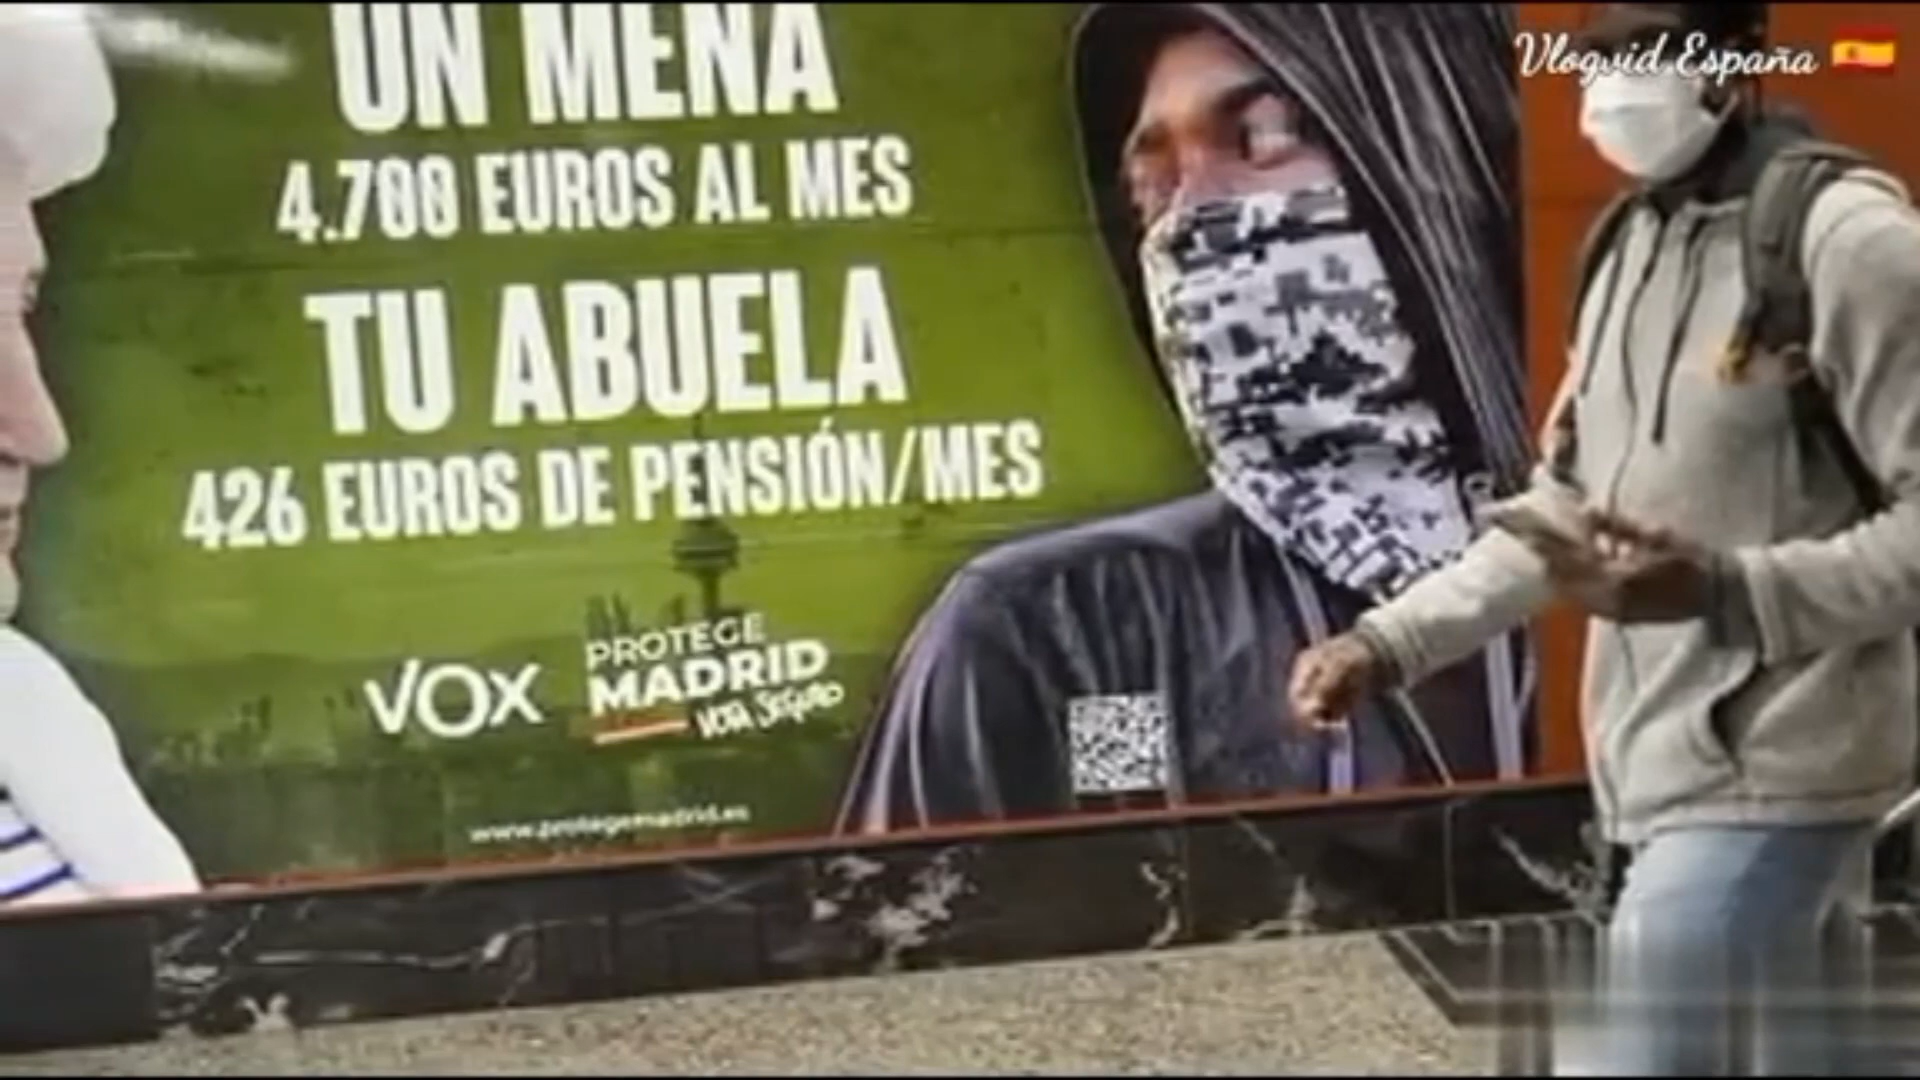 UN MENA
4.700 EUROS AL MES
TU ABUELA
426 EUROS DE PENSIÓN/MES
VOX
PROTEGE
MADRID
VOTA SEGURO
www.protegemadrid.es
Vlogvid España